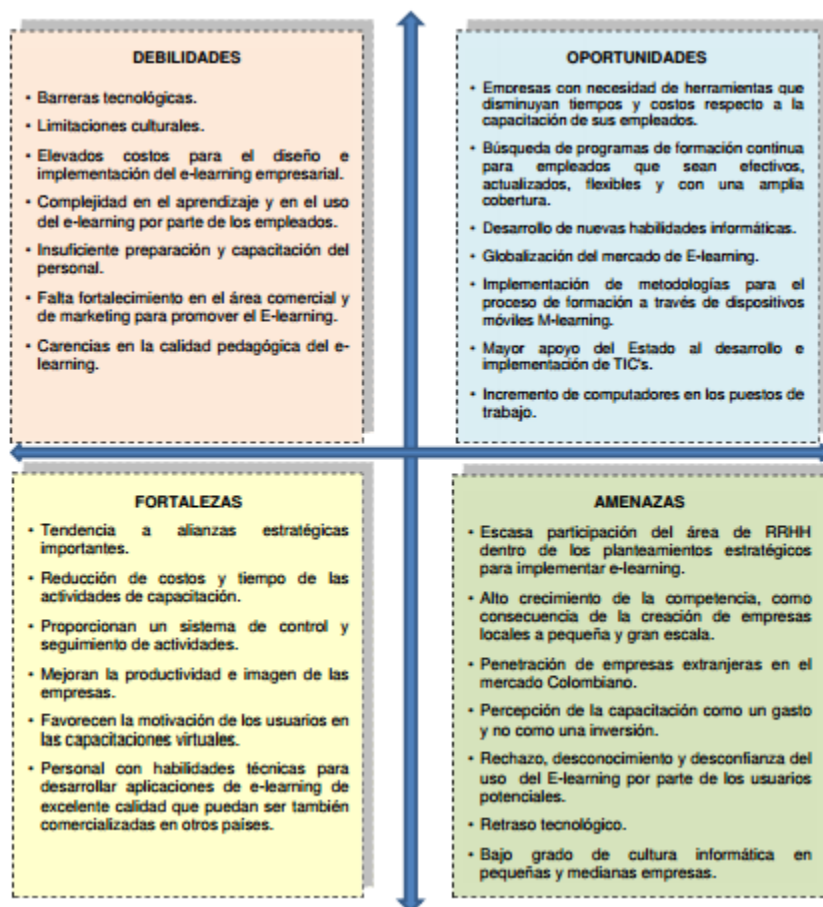 DEBILIDADES
• Barreras tecnológicas.
• Limitaciones culturales.
• Elevados costos para el diseño e
implementación del e-learning empresarial.
• Complejidad en el aprendizaje y en el uso
del e-learning por parte de los empleados.
• Insuficiente preparación y capacitación del
personal.
• Falta fortalecimiento en el área comercial y
de marketing para promover el E-learning.
• Carencias en la calidad pedagógica del e-
learning.
OPORTUNIDADES
• Empresas con necesidad de herramientas que
disminuyan tiempos y costos respecto a la
capacitación de sus empleados.
• Búsqueda de programas de formación continua
para empleados que sean efectivos,
actualizados, flexibles y con una amplia
cobertura.
• Desarrollo de nuevas habilidades informáticas.
• Globalización del mercado de E-learning.
• Implementación de metodologías para el
proceso de formación a través de dispositivos
móviles M-learning.
• Mayor apoyo del Estado al desarrollo e
implementación de TIC's.
• Incremento de computadores en los puestos de
trabajo.
FORTALEZAS
• Tendencia a alianzas estratégicas
importantes.
• Reducción de costos y tiempo de las
actividades de capacitación.
• Proporcionan un sistema de control y
seguimiento de actividades.
• Mejoran la productividad e imagen de las
empresas.
• Favorecen la motivación de los usuarios en
las capacitaciones virtuales.
• Personal con habilidades técnicas para
desarrollar aplicaciones de e-learning de
excelente calidad que puedan ser también
comercializadas en otros países.
AMENAZAS
• Escasa participación del área de RRHH
dentro de los planteamientos estratégicos
para implementar e-learning.
• Alto crecimiento de la competencia, como
consecuencia de la creación de empresas
locales a pequeña y gran escala.
• Penetración de empresas extranjeras en el
mercado Colombiano.
• Percepción de la capacitación como un gasto
y no como una inversión.
• Rechazo, desconocimiento y desconfianza del
uso del E-learning por parte de los usuarios
potenciales.
• Retraso tecnológico.
• Bajo grado de cultura informática en
pequeñas y medianas empresas.